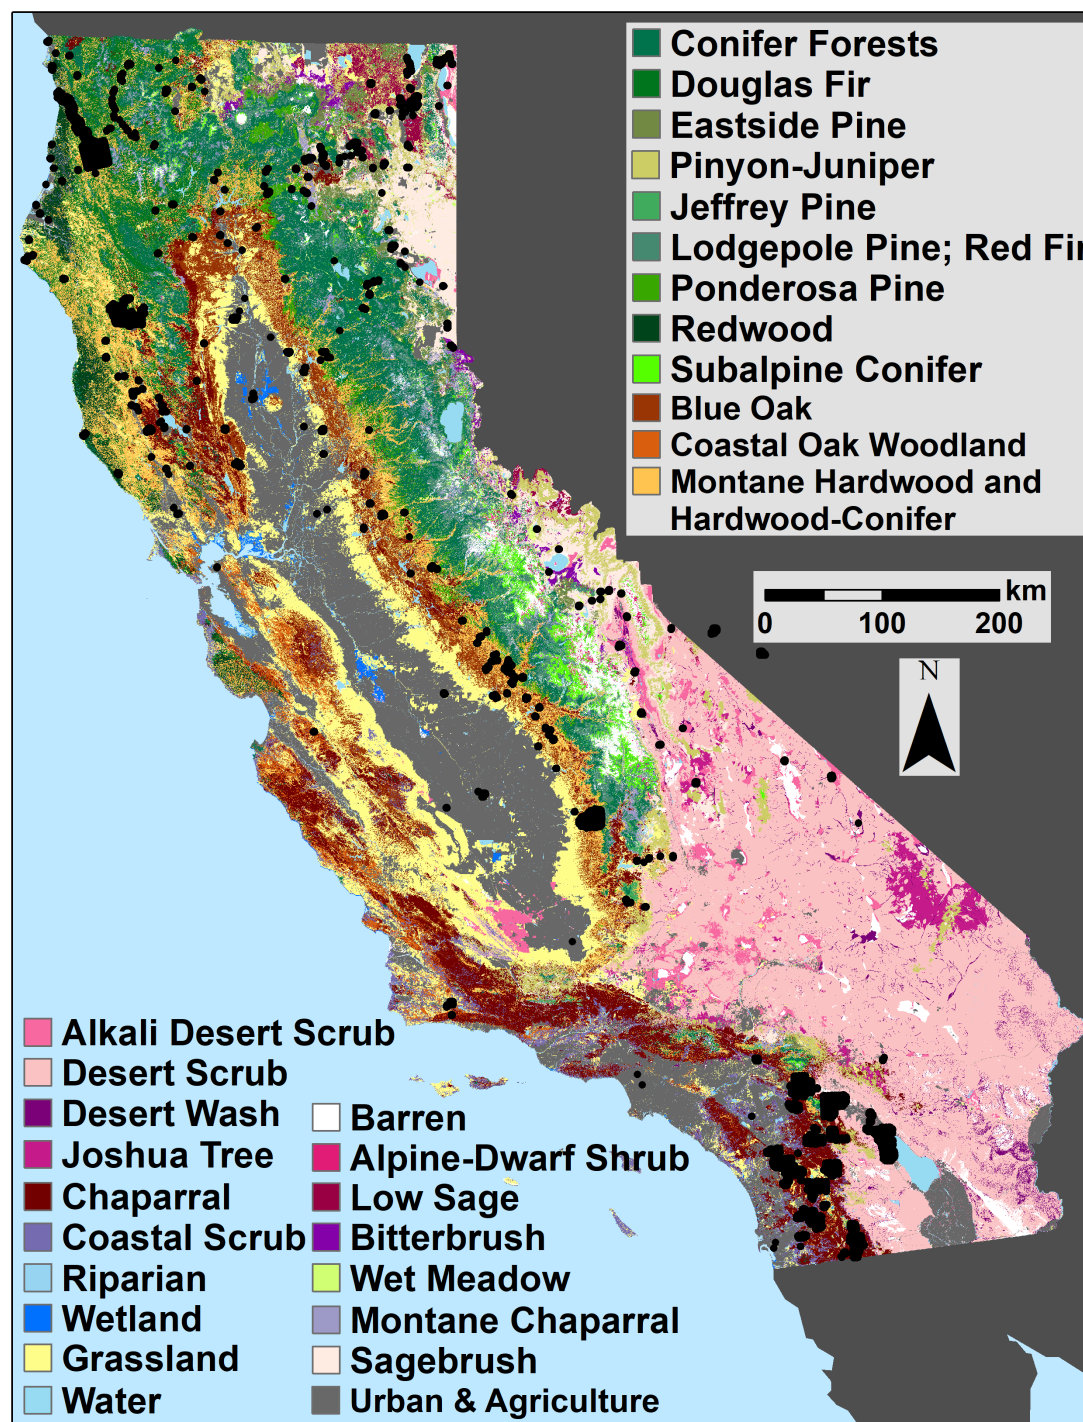 Conifer Forests
Douglas Fir
Eastside Pine
Pinyon-Juniper
Jeffrey Pine
Lodgepole Pine; Red Fir
Ponderosa Pine
Redwood
Subalpine Conifer
Blue Oak
Coastal Oak Woodland
Montane Hardwood and
Hardwood-Conifer
km
0 100 200
N
Alkali Desert Scrub
Desert Scrub
Desert Wash
Joshua Tree
Chaparral
Coastal Scrub
Riparian
Wetland
Grassland
Water
Barren
Alpine-Dwarf Shrub
Low Sage
Bitterbrush
Wet Meadow
Montane Chaparral
Sagebrush
Urban & Agriculture